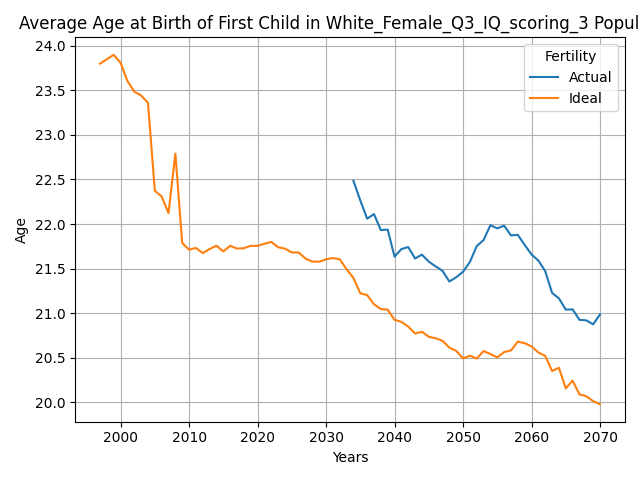 Average Age at Birth of First Child in White_Female_Q3_IQ_scoring_3 Popul
Fertility
Actual
Ideal
24.0
23.5
23.0
22.5
22.0
21.5
21.0
20.5
20.0
Age
2000 2010 2020 2030 2040 2050 2060 2070
Years